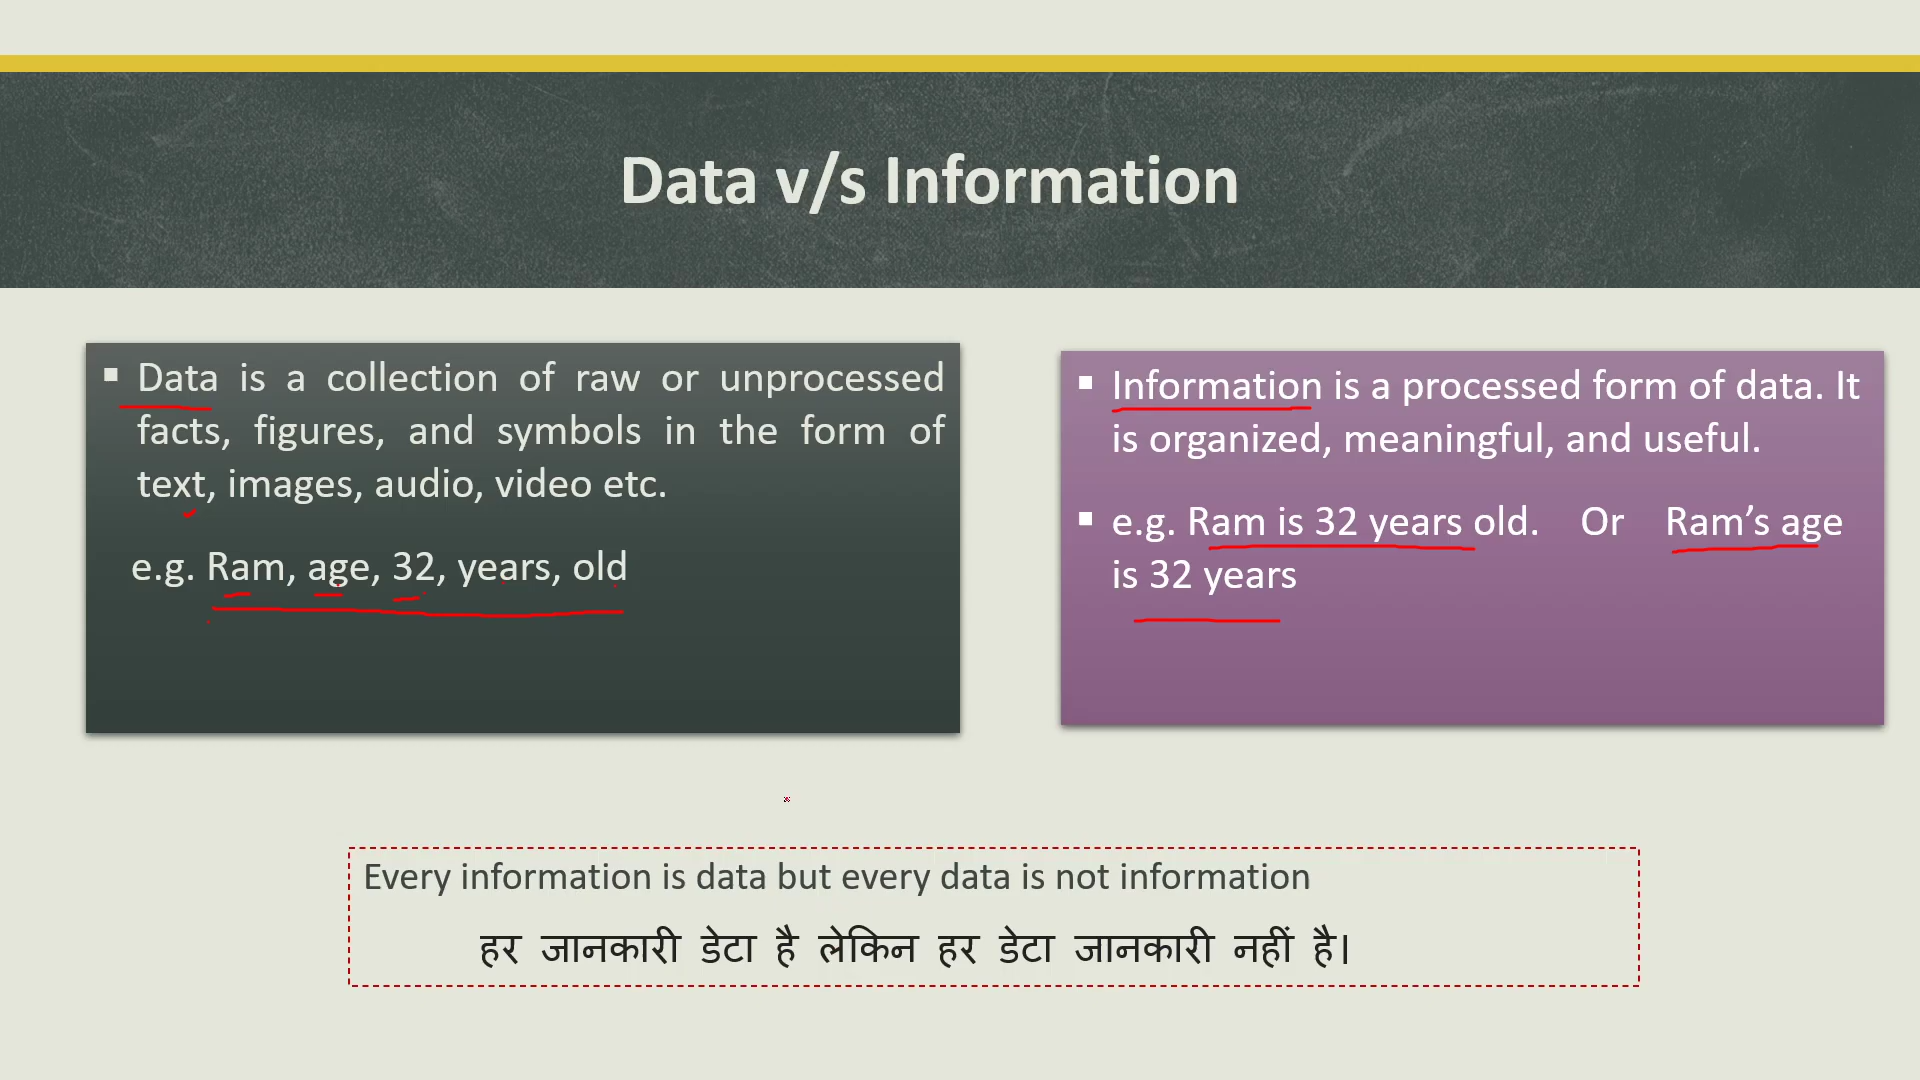 Data v/s Information
▪ Data is a collection of raw or unprocessed
facts, figures, and symbols in the form of
text, images, audio, video etc.
e.g. Ram, age, 32, years, old
▪ Information is a processed form of data. It
is organized, meaningful, and useful.
▪ e.g. Ram is 32 years old. Or Ram’s age
is 32 years
Every information is data but every data is not information
हर जानकारी डेटा है लेकिन हर डेटा जानकारी नहीं है।